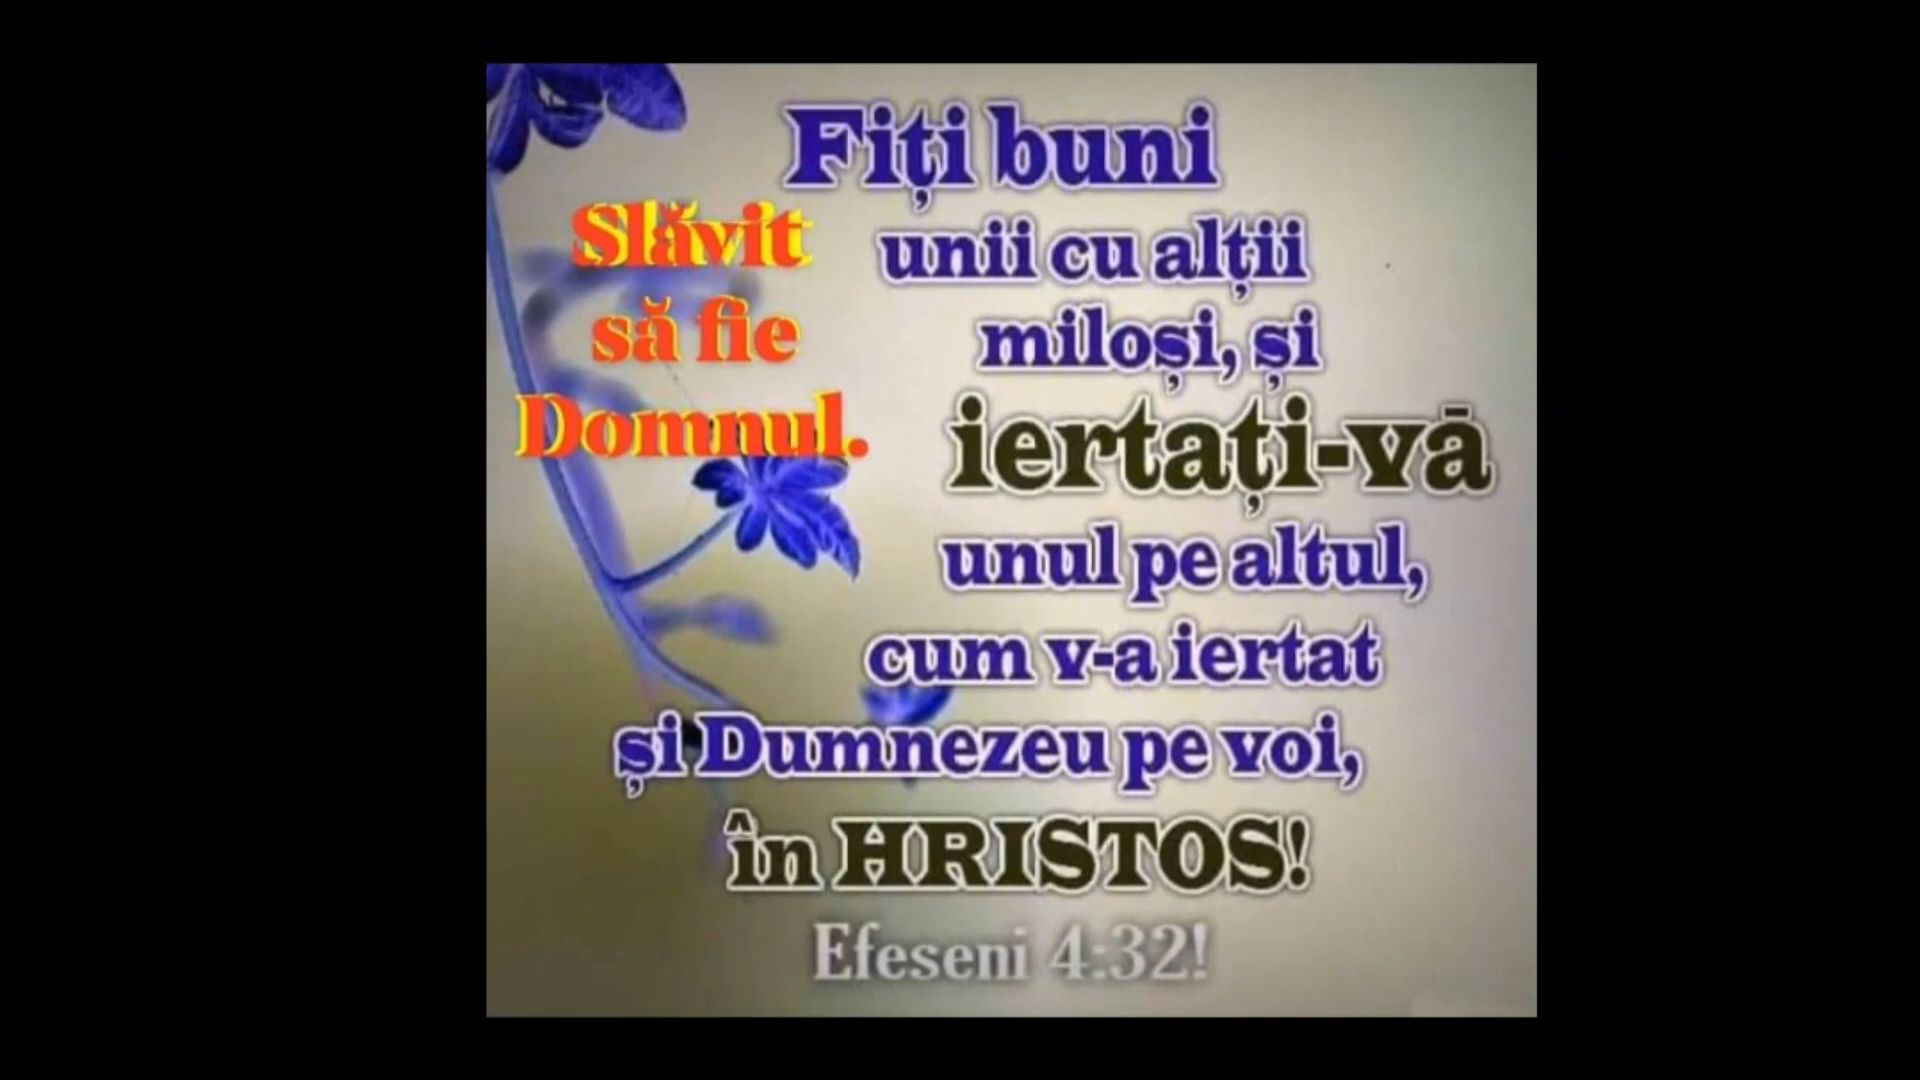 Fiți buni
unii cu alții
miloși, și
iertați-vă
unul pe altul,
cum v-a iertat
și Dumnezeu pe voi,
în HRISTOS!
Efeseni 4:32!
Slăvit
să fie
Domnul.